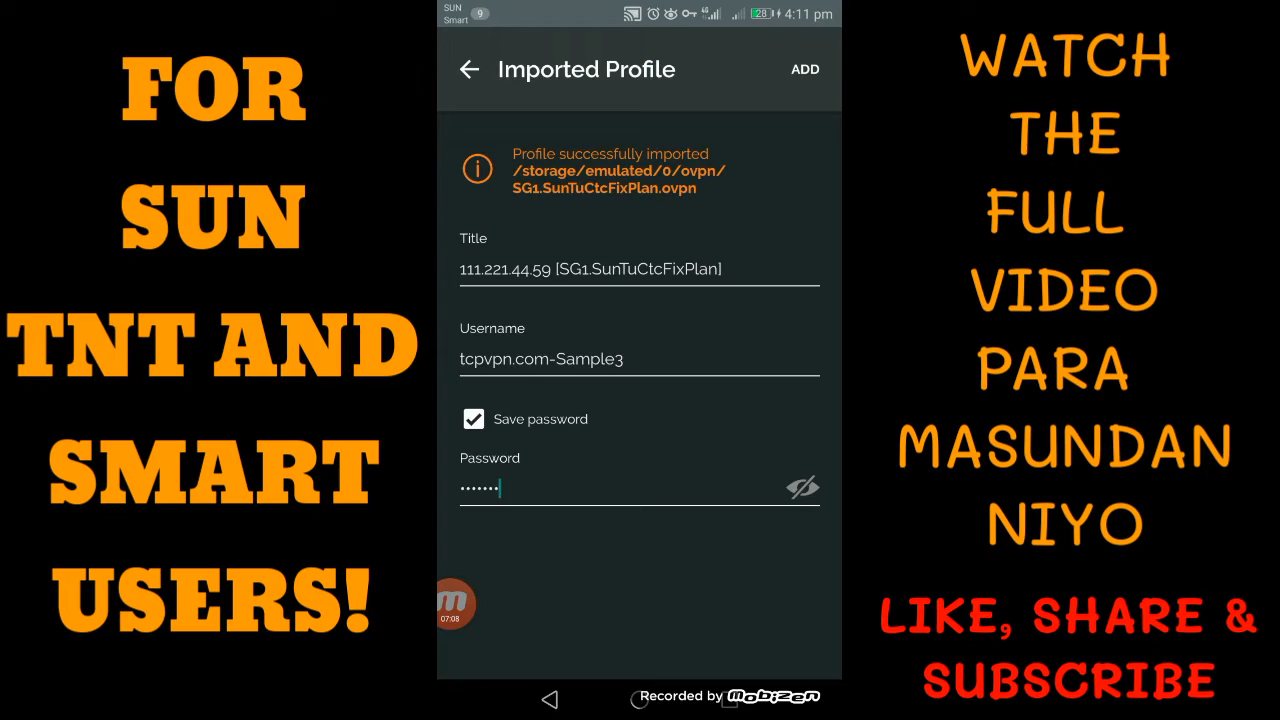 FOR
SUN
TNT AND
SMART
USERS!
SUN
Smart
9
4G
28
4:11 pm
Imported Profile
ADD
Profile successfully imported
/storage/emulated/0/ovpn/
SG1.SunTuCtcFixPlan.ovpn
Title
111.221.44.59 [SG1.SunTuCtcFixPlan]
Username
tcpvpn.com-Sample3
Save password
Password
•••••••
07:08
Recorded by Mobizen
WATCH
THE
FULL
VIDEO
PARA
MASUNDAN
NIYO
LIKE, SHARE &
SUBSCRIBE